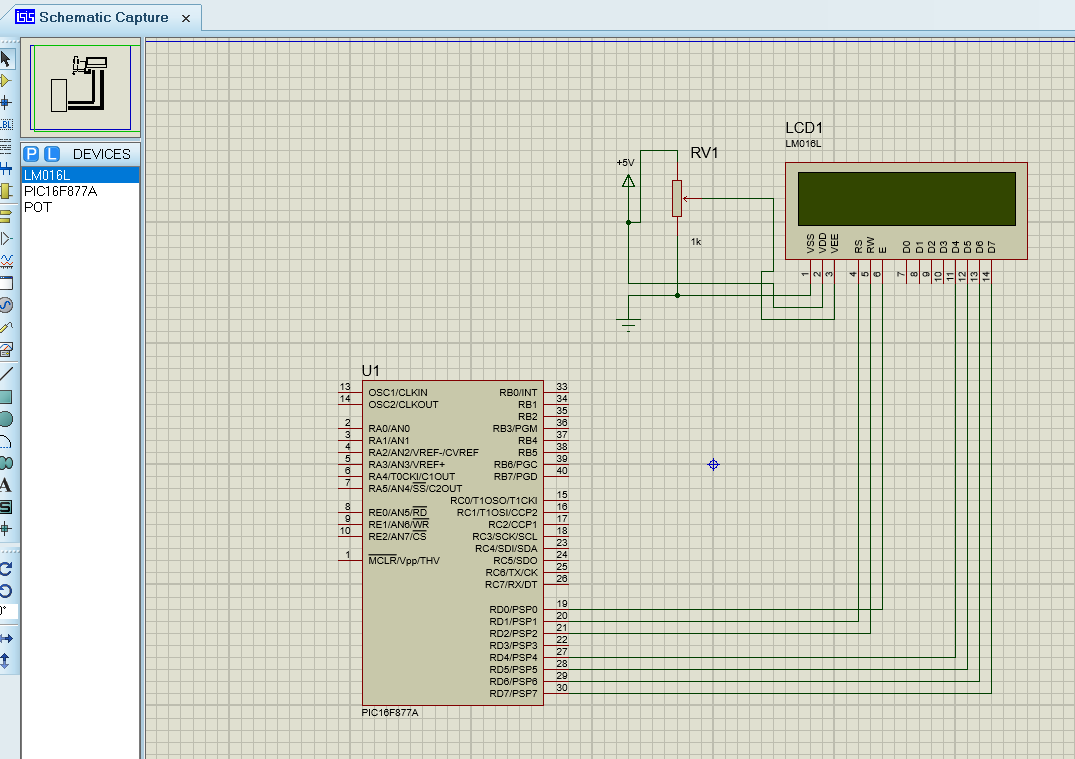 ISIS Schematic Capture ×
LBL
P L DEVICES
LM016L
PIC16F877A
POT
A
S
0°
LCD1
LM016L
+5V
RV1
1k
VSS VDD VEE RS RW E D0 D1 D2 D3 D4 D5 D6 D7
1 2 3 4 5 6 7 8 9 10 11 12 13 14
U1
13 OSC1/CLKIN RB0/INT 33
14 OSC2/CLKOUT RB1 34
RB2 35
2 RA0/AN0 RB3/PGM 36
3 RA1/AN1 RB4 37
4 RA2/AN2/VREF-/CVREF RB5 38
5 RA3/AN3/VREF+ RB6/PGC 39
6 RA4/T0CKI/C1OUT RB7/PGD 40
7 RA5/AN4/SS/C2OUT
RC0/T1OSO/T1CKI 15
8 RE0/AN5/RD RC1/T1OSI/CCP2 16
9 RE1/AN6/WR RC2/CCP1 17
10 RE2/AN7/CS RC3/SCK/SCL 18
RC4/SDI/SDA 23
1 MCLR/Vpp/THV RC5/SDO 24
RC6/TX/CK 25
RC7/RX/DT 26
RD0/PSP0 19
RD1/PSP1 20
RD2/PSP2 21
RD3/PSP3 22
RD4/PSP4 27
RD5/PSP5 28
RD6/PSP6 29
RD7/PSP7 30
PIC16F877A